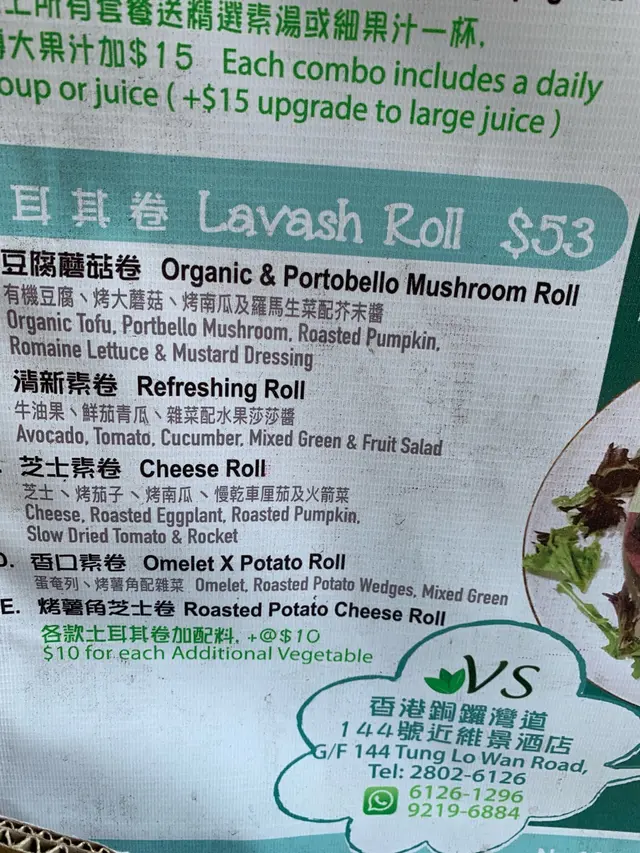 所有套餐送精選素湯或細果汁一杯,
大果汁加$15 Each combo includes a daily
oup or juice ( +$15 upgrade to large juice )
耳其卷 Lavash Roll $53
豆腐蘑菇卷 Organic & Portobello Mushroom Roll
有機豆腐、烤大蘑菇、烤南瓜及羅馬生菜配芥末醬
Organic Tofu, Portbello Mushroom, Roasted Pumpkin,
Romaine Lettuce & Mustard Dressing
清新素卷 Refreshing Roll
牛油果、鮮茄青瓜、雜菜配水果莎莎醬
Avocado, Tomato, Cucumber, Mixed Green & Fruit Salad
芝士素卷 Cheese Roll
芝士、烤茄子、烤南瓜、慢乾車厘茄及火箭菜
Cheese, Roasted Eggplant, Roasted Pumpkin,
Slow Dried Tomato & Rocket
D. 香口素卷 Omelet X Potato Roll
蛋奄列、烤薯角配雜菜 Omelet, Roasted Potato Wedges, Mixed Green
E. 烤薯角芝士卷 Roasted Potato Cheese Roll
各款土耳其卷加配料, +@$10
$10 for each Additional Vegetable
VS
香港銅鑼灣道
144號近維景酒店
G/F 144 Tung Lo Wan Road,
Tel: 2802-6126
6126-1296
9219-6884